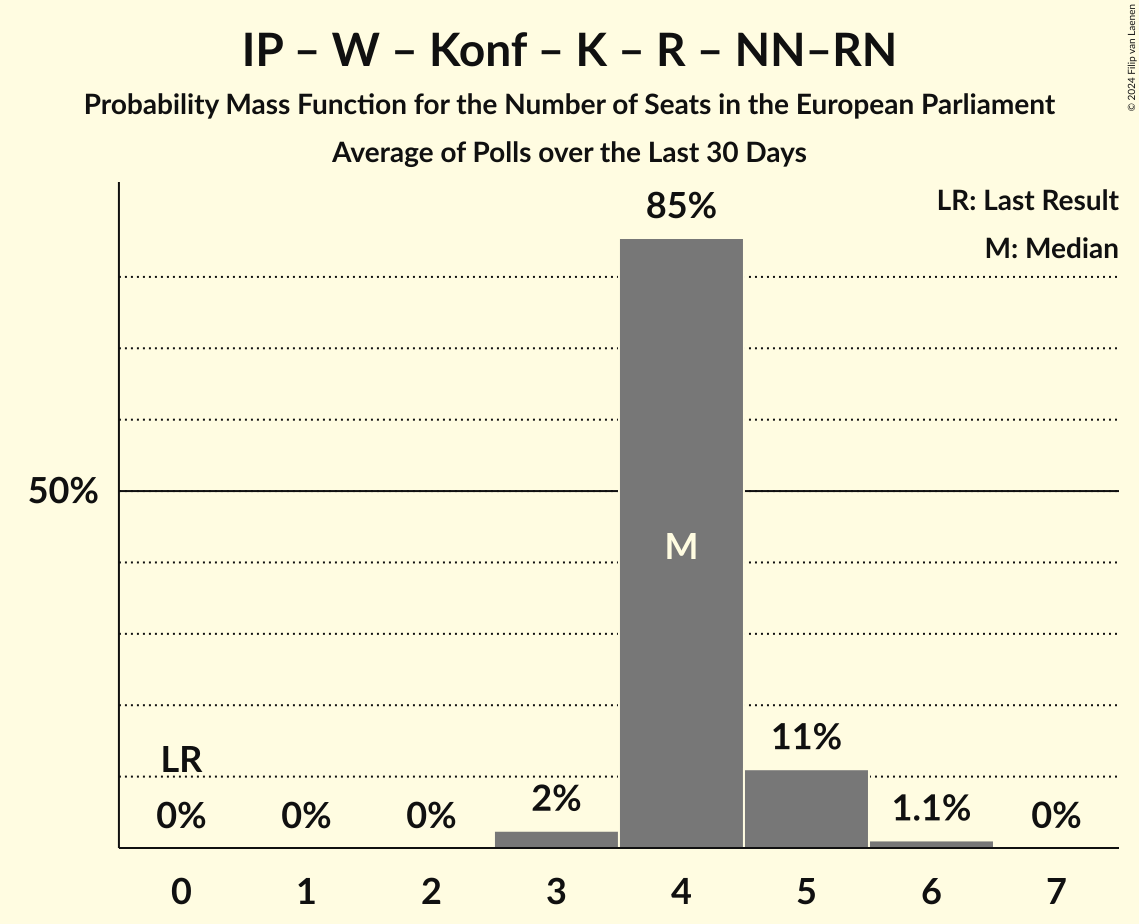 IP – W – Konf – K – R – NN–RN
Probability Mass Function for the Number of Seats in the European Parliament
Average of Polls over the Last 30 Days
© 2024 Filip van Laenen
LR: Last Result
M: Median
85%
50%
M
LR
11%
0%
0%
0%
2%
1.1%
0%
0
1
2
3
4
5
6
7